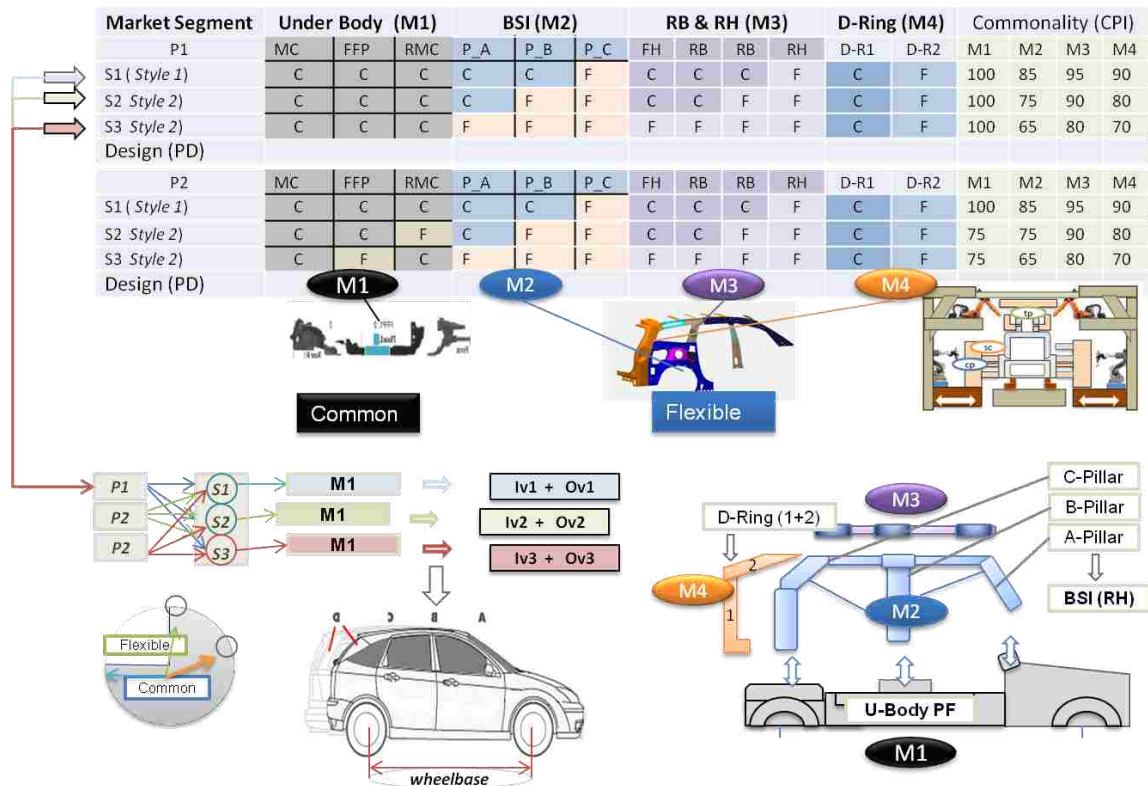 Market Segment Under Body (M1) BSI (M2) RB & RH (M3) D-Ring (M4) Commonality (CPI)
P1 MC FFP RMC P_A P_B P_C FH RB RB RH D-R1 D-R2 M1 M2 M3 M4
S1 ( Style 1) C C C C C F C C C F C F 100 85 95 90
S2 Style 2) C C C C F F C C F F C F 100 75 90 80
S3 Style 2) C C C F F F F F F F C F 100 65 80 70
Design (PD)
P2 MC FFP RMC P_A P_B P_C FH RB RB RH D-R1 D-R2 M1 M2 M3 M4
S1 ( Style 1) C C C C C F C C C F C F 100 85 95 90
S2 Style 2) C C F C F F C C F F C F 75 75 90 80
S3 Style 2) C F C F F F F F F F C F 75 65 80 70
Design (PD)
M1 M2 M3 M4
tp
sc
cp
Common Flexible
P1 S1 M1 Iv1 + Ov1
P2 S2 M1 Iv2 + Ov2
P2 S3 M1 Iv3 + Ov3
Flexible
Common
D C B A
wheelbase
C-Pillar
B-Pillar
A-Pillar
BSI (RH)
M3
D-Ring (1+2)
2
M4
1
M2
U-Body PF
M1